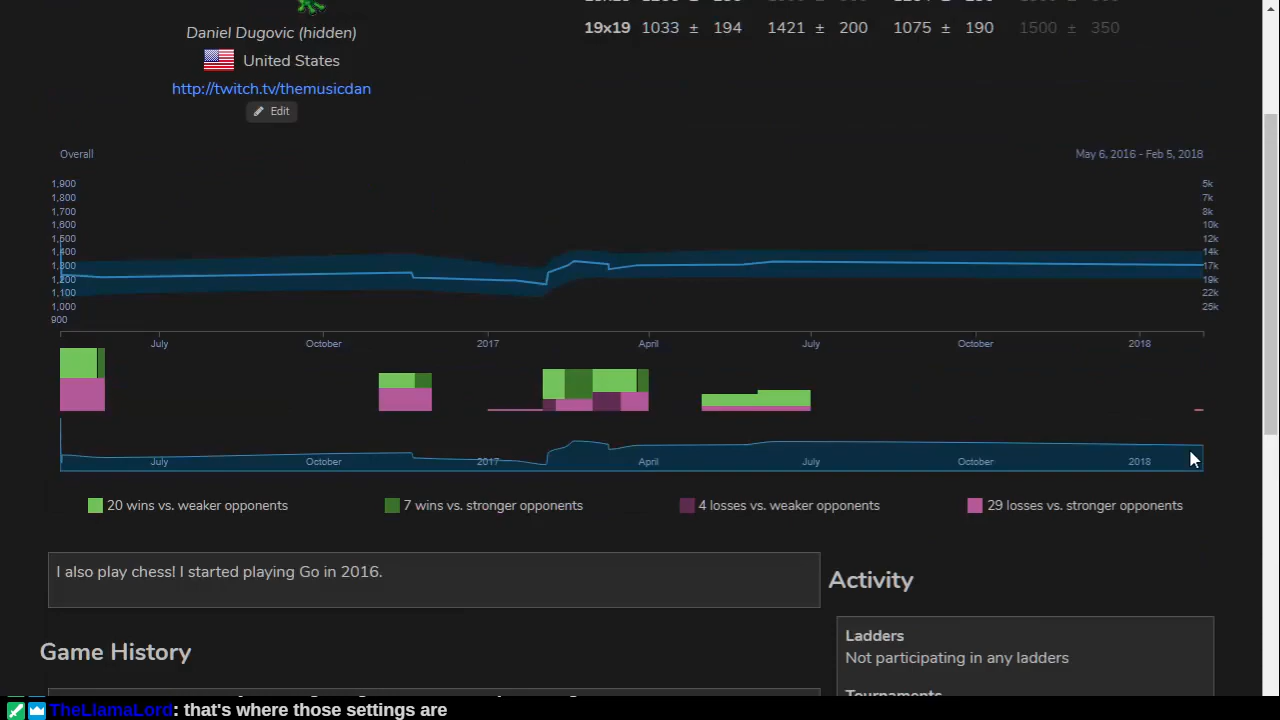 Daniel Dugovic (hidden)
United States
http://twitch.tv/themusicdan
Edit
19x19 1033 ± 194 1421 ± 200 1075 ± 190 1500 ± 350
Overall
May 6, 2016 - Feb 5, 2018
1,900 5k
1,800 7k
1,700 8k
1,600 10k
1,500 12k
1,400 14k
1,300 17k
1,200 19k
1,100 22k
1,000 25k
900
July October 2017 April July October 2018
July October 2017 April July October 2018
20 wins vs. weaker opponents
7 wins vs. stronger opponents
4 losses vs. weaker opponents
29 losses vs. stronger opponents
I also play chess! I started playing Go in 2016.
Activity
Ladders
Not participating in any ladders
Tournaments
Game History
TheLlamaLord: that's where those settings are